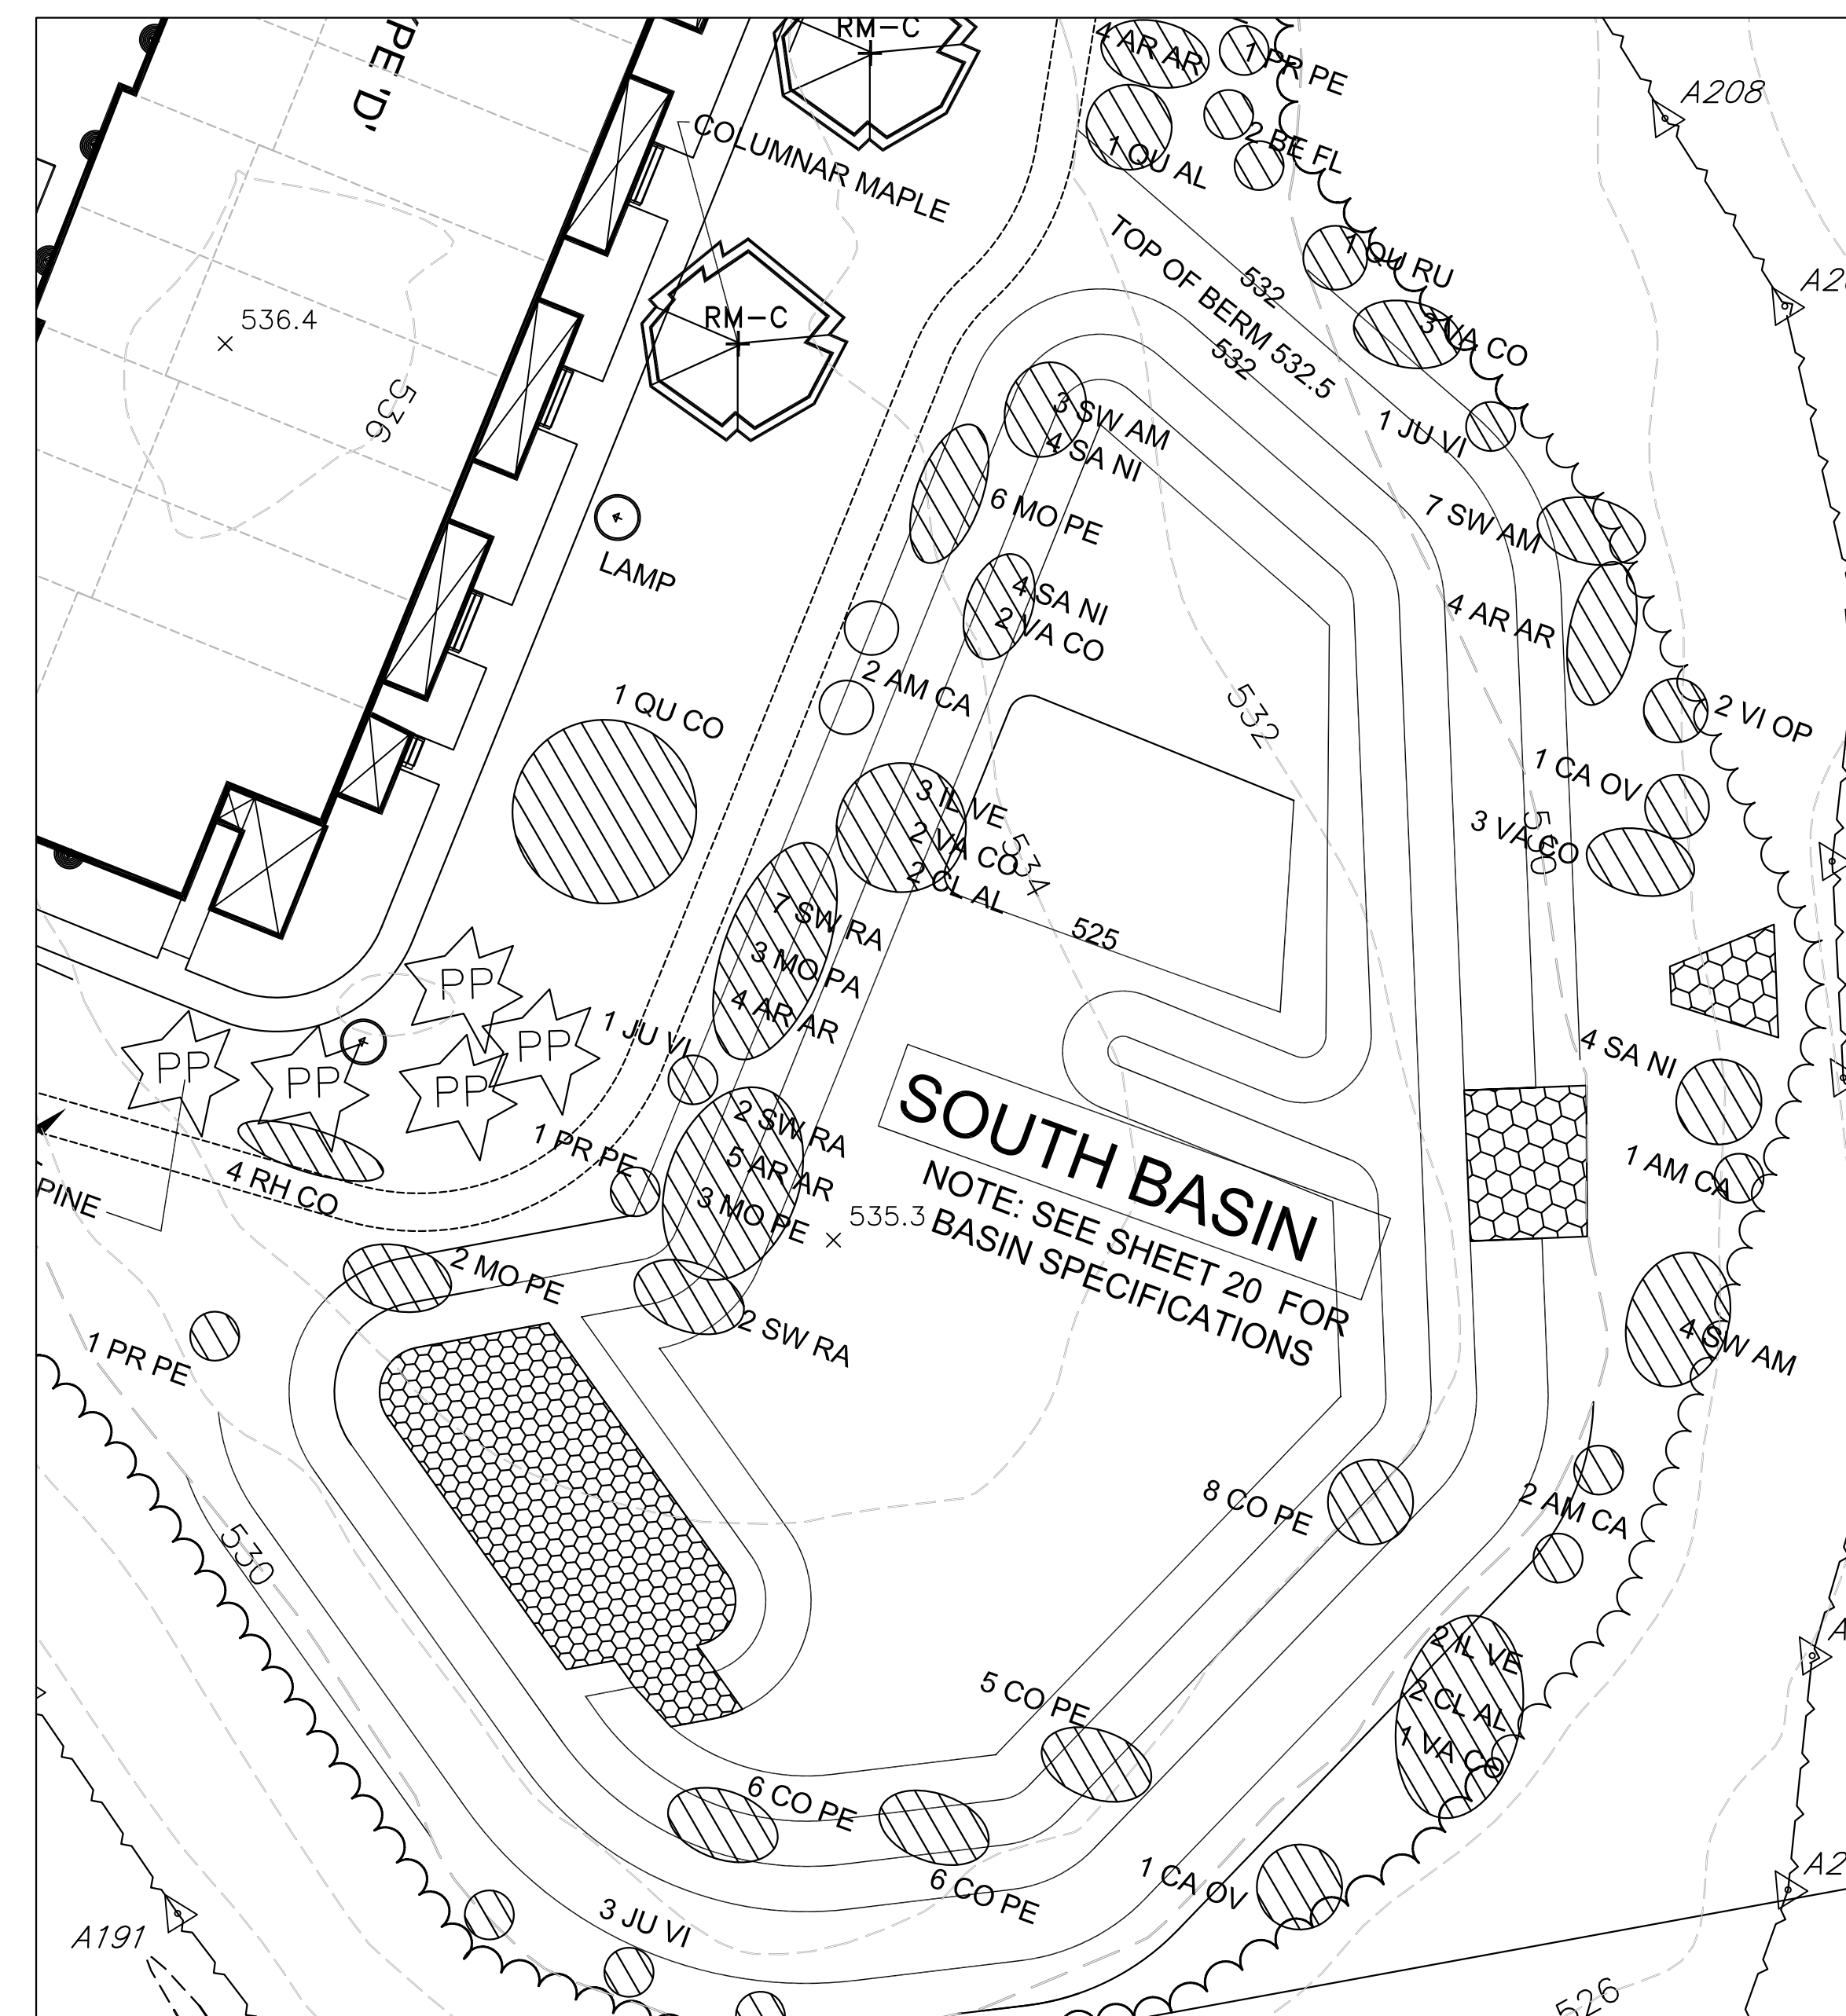 RM-C
4 AR AR
1 PR PE
A208
COLUMNAR MAPLE
1 QU AL
2 BE FL
TOP OF BERM 532.5
532
532
1 QU RU
3 VA CO
536.4
536
RM-C
3 SW AM
4 SA NI
1 JU VI
6 MO PE
7 SW AM
LAMP
4 SA NI
2 VA CO
4 AR AR
2 AM CA
1 QU CO
532
2 VI OP
3 IL VE
2 VA CO
2 CL AL
534
1 CA OV
3 VA CO
530
7 SW RA
3 MO PA
4 AR AR
525
PP
PP
PP
PP
PP
1 JU VI
4 SA NI
SOUTH BASIN
NOTE: SEE SHEET 20 FOR
BASIN SPECIFICATIONS
2 SW RA
5 AR AR
3 MO PE
535.3
1 PR PE
1 AM CA
4 RH CO
PINE
2 MO PE
1 PR PE
2 SW RA
4 SW AM
8 CO PE
2 AM CA
530
2 IL VE
2 CL AL
1 VA CO
5 CO PE
6 CO PE
6 CO PE
1 CA OV
3 JU VI
A191
526